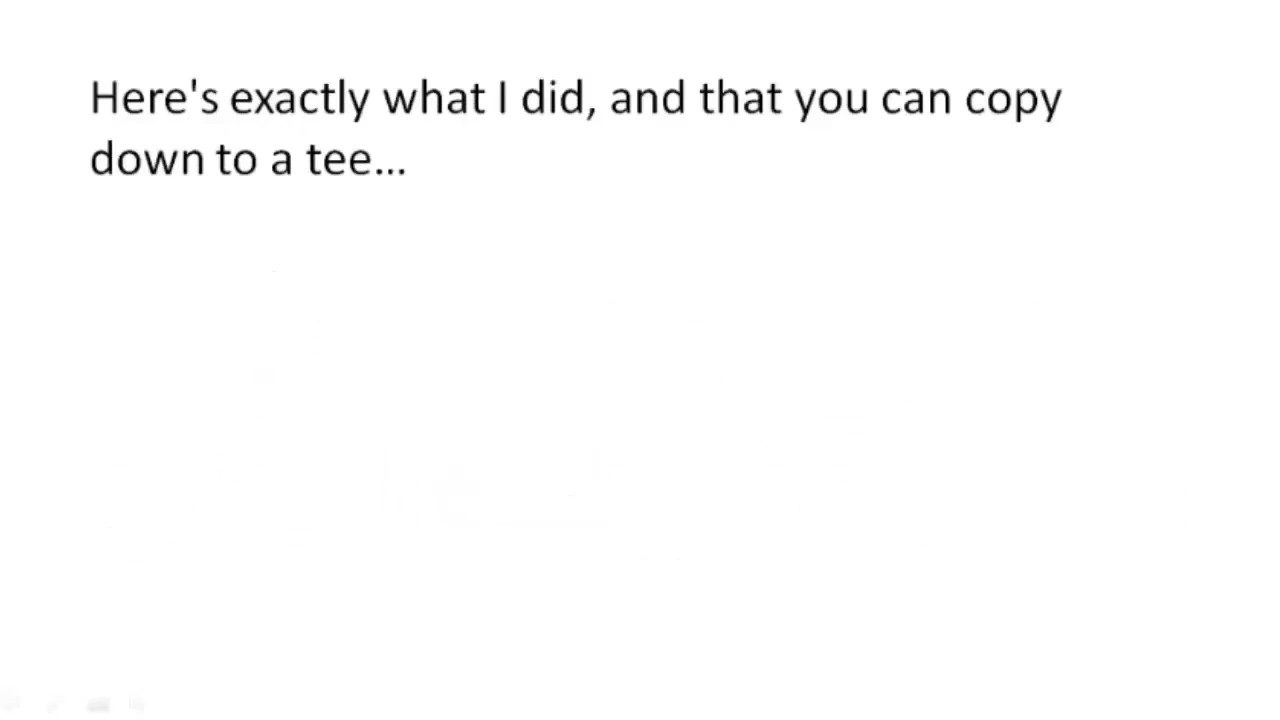 Here's exactly what I did, and that you can copy
down to a tee...